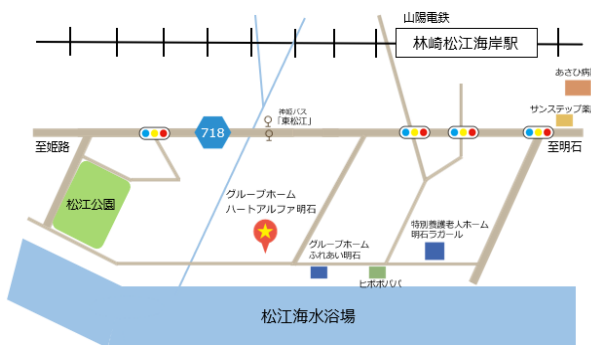 山陽電鉄
林崎松江海岸駅
あさひ病
サンステップ薬
神姫バス
「東松江」
718
至姫路
至明石
松江公園
グループホーム
ハートアルファ明石
特別養護老人ホーム
明石ラガール
グループホーム
ふれあい明石
ヒポポパパ
松江海水浴場